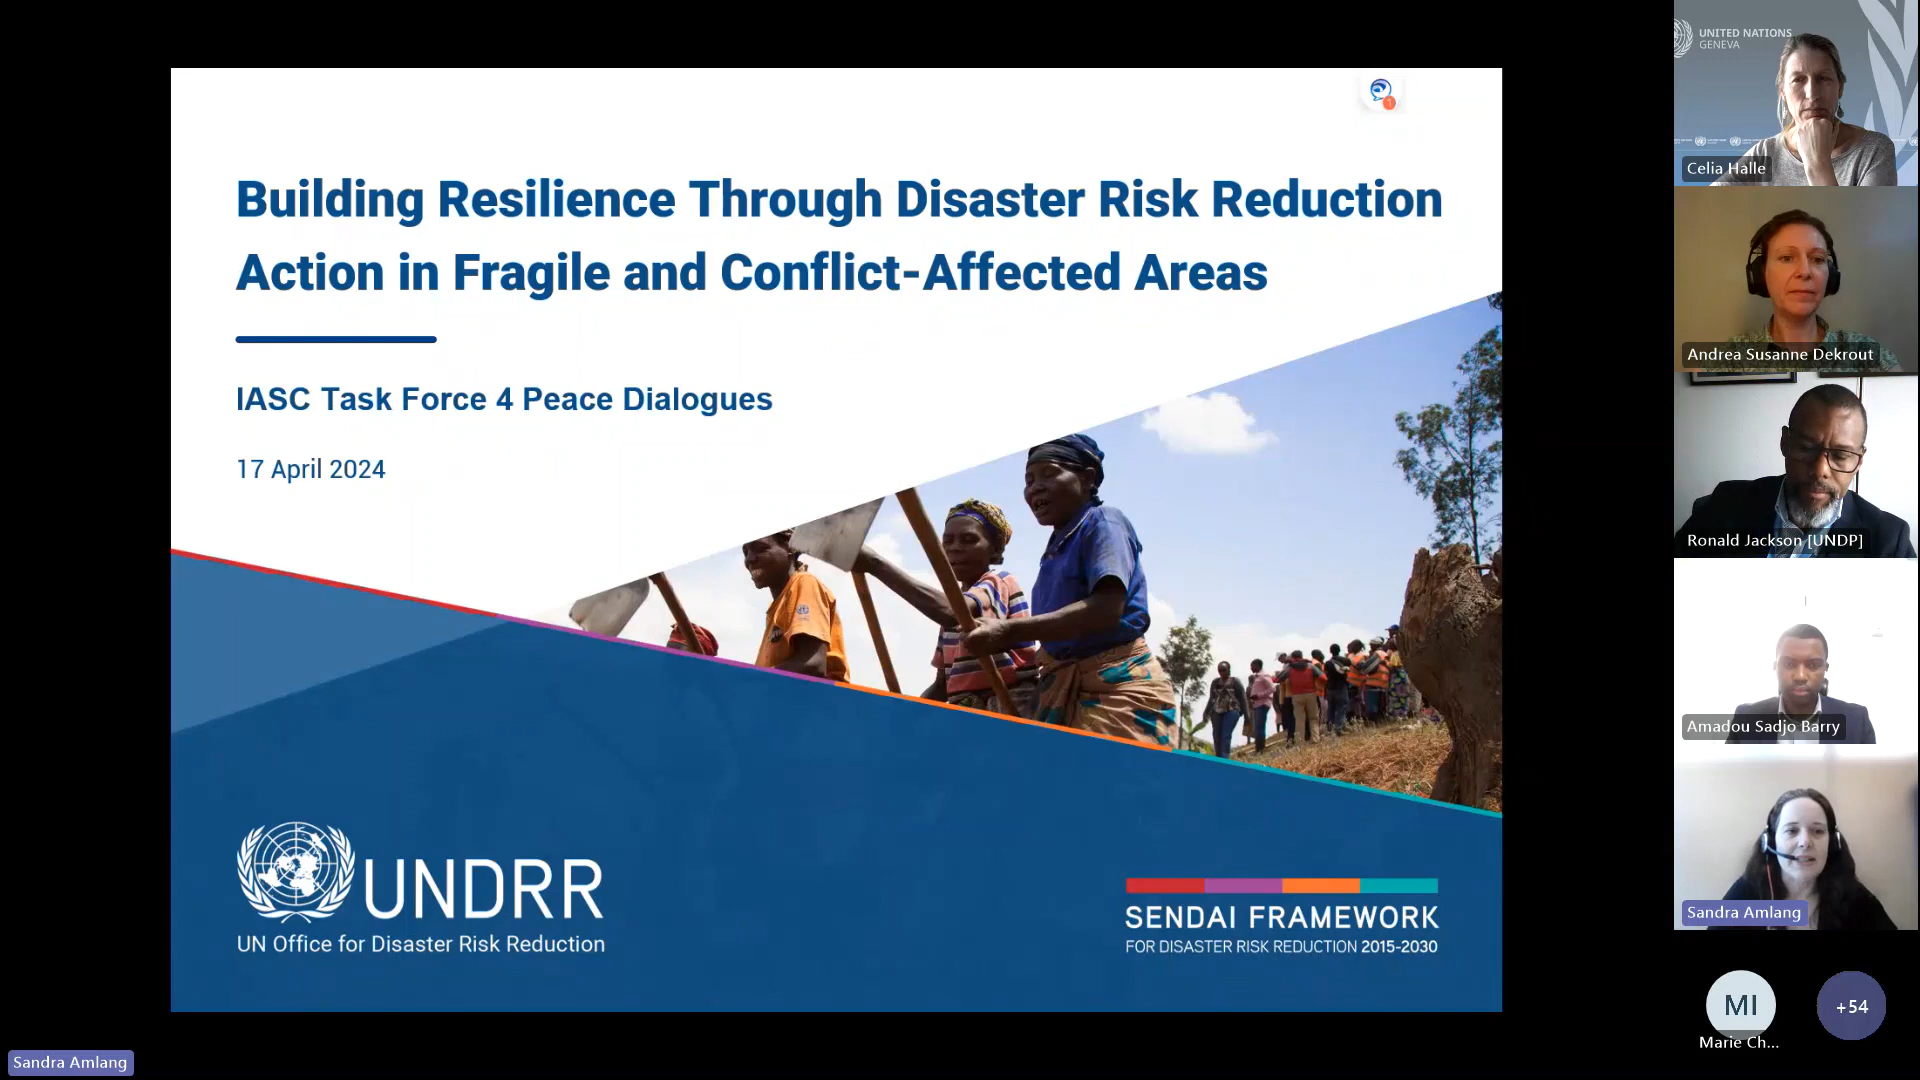 Building Resilience Through Disaster Risk Reduction
Action in Fragile and Conflict-Affected Areas
IASC Task Force 4 Peace Dialogues
17 April 2024
1
UNDRR
UN Office for Disaster Risk Reduction
SENDAI FRAMEWORK
FOR DISASTER RISK REDUCTION 2015-2030
UNITED NATIONS
GENEVA
Celia Halle
Andrea Susanne Dekrout
Ronald Jackson [UNDP]
Amadou Sadjo Barry
Sandra Amlang
MI
Marie Ch...
+54
Sandra Amlang